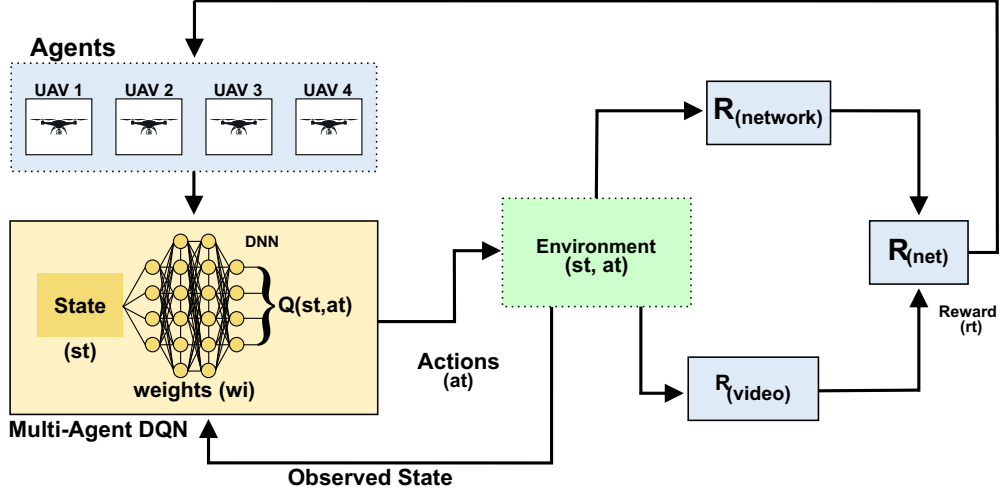 Agents
UAV 1 UAV 2 UAV 3 UAV 4
R(network)
DNN
Environment
(st, at)
R(net)
State
Q(st,at)
(st)
weights (wi)
Actions
(at)
Reward
(rt)
R(video)
Multi-Agent DQN
Observed State